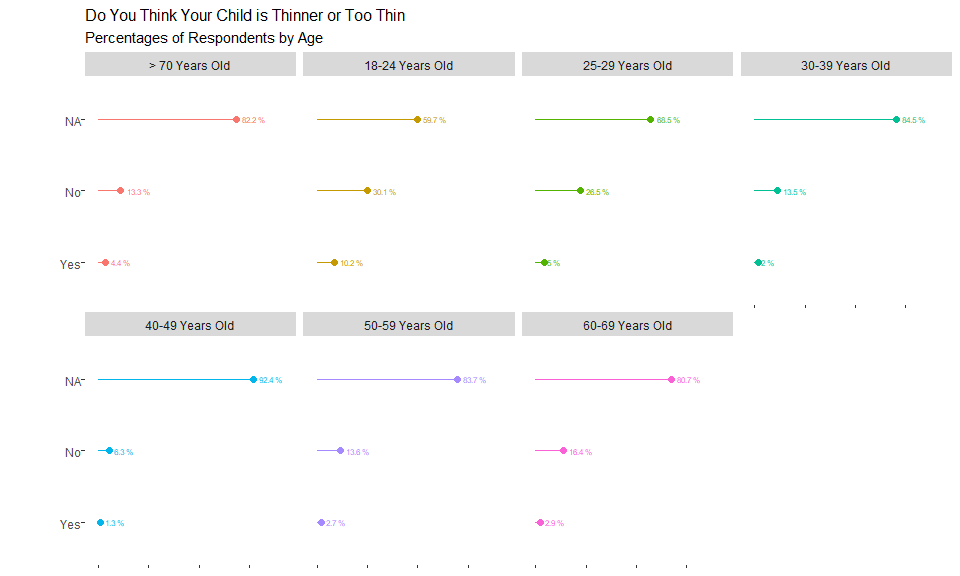 Do You Think Your Child is Thinner or Too Thin
Percentages of Respondents by Age
> 70 Years Old
18-24 Years Old
25-29 Years Old
30-39 Years Old
NA
82.2 %
59.7 %
68.5 %
84.5 %
No
13.3 %
30.1 %
26.5 %
13.5 %
Yes
4.4 %
10.2 %
5 %
2 %
40-49 Years Old
50-59 Years Old
60-69 Years Old
NA
92.4 %
83.7 %
80.7 %
No
6.3 %
13.6 %
16.4 %
Yes
1.3 %
2.7 %
2.9 %